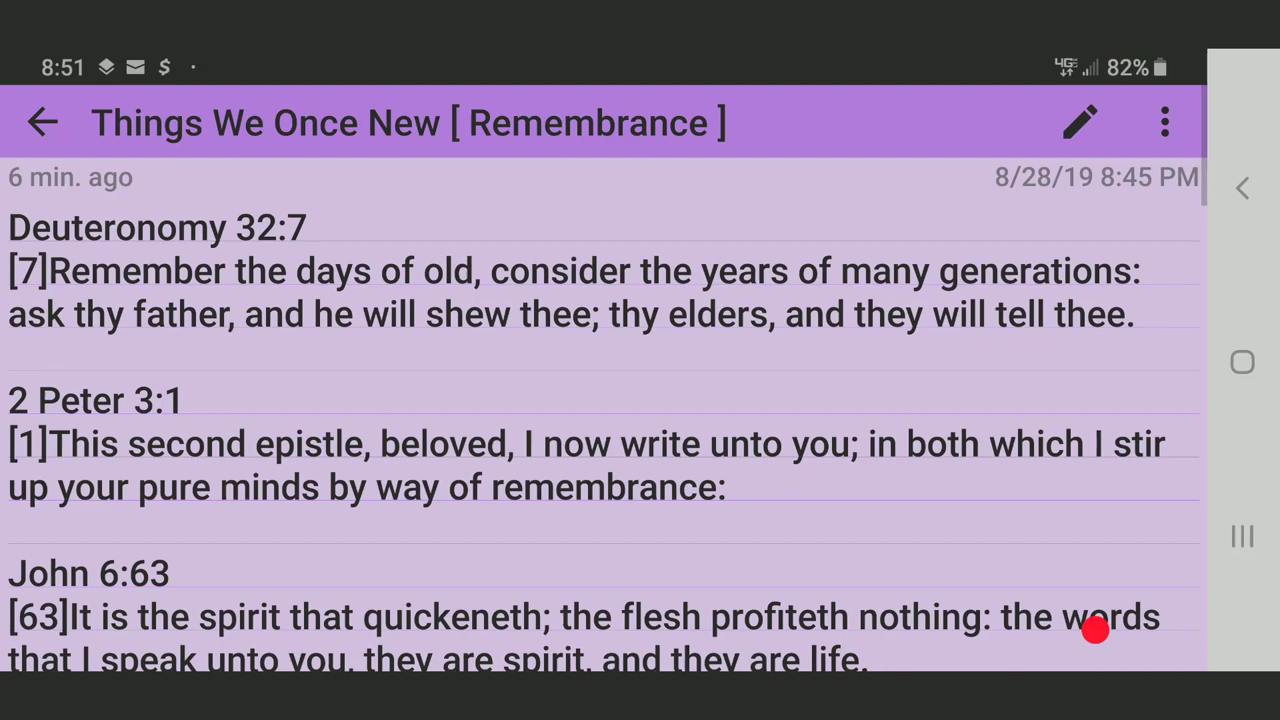 8:51 $ 4G 82%
Things We Once New [ Remembrance ]
6 min. ago 8/28/19 8:45 PM
Deuteronomy 32:7
[7]Remember the days of old, consider the years of many generations:
ask thy father, and he will shew thee; thy elders, and they will tell thee.
2 Peter 3:1
[1]This second epistle, beloved, I now write unto you; in both which I stir
up your pure minds by way of remembrance:
John 6:63
[63]It is the spirit that quickeneth; the flesh profiteth nothing: the words
that I speak unto you, they are spirit, and they are life.